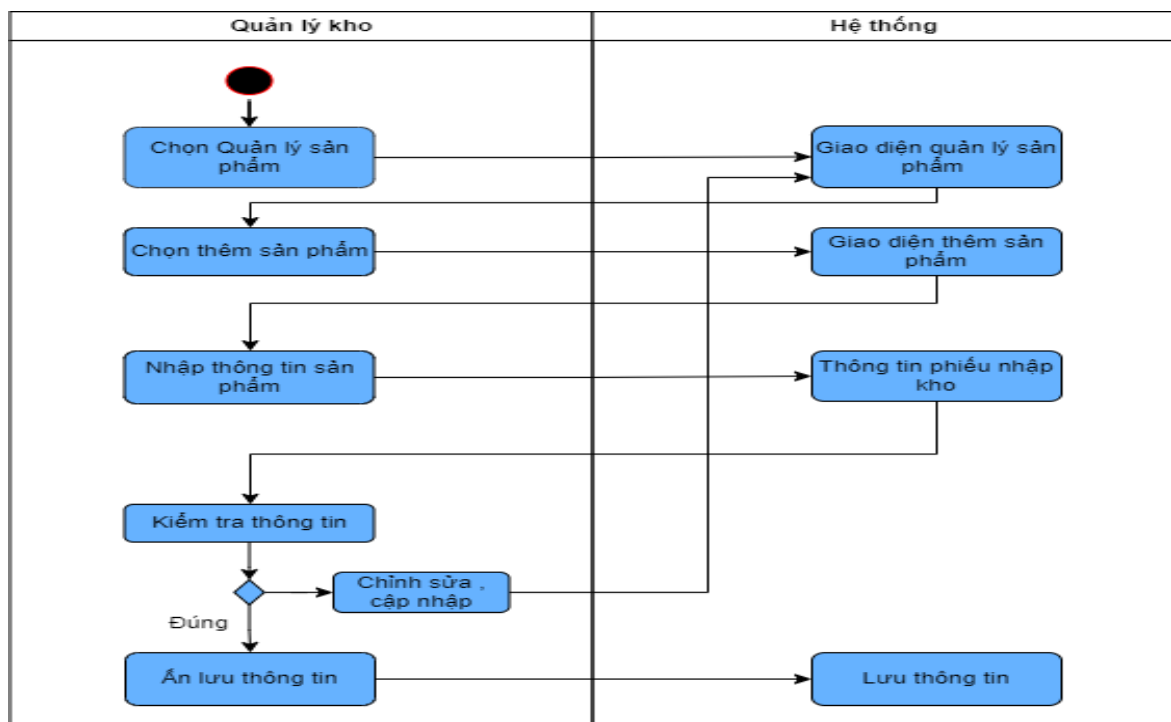 Quản lý kho
Hệ thống
Chọn Quản lý sản
phẩm
Giao diện quản lý sản
phẩm
Chọn thêm sản phẩm
Giao diện thêm sản
phẩm
Nhập thông tin sản
phẩm
Thông tin phiếu nhập
kho
Kiểm tra thông tin
Chỉnh sửa ,
cập nhập
Đúng
Ấn lưu thông tin
Lưu thông tin